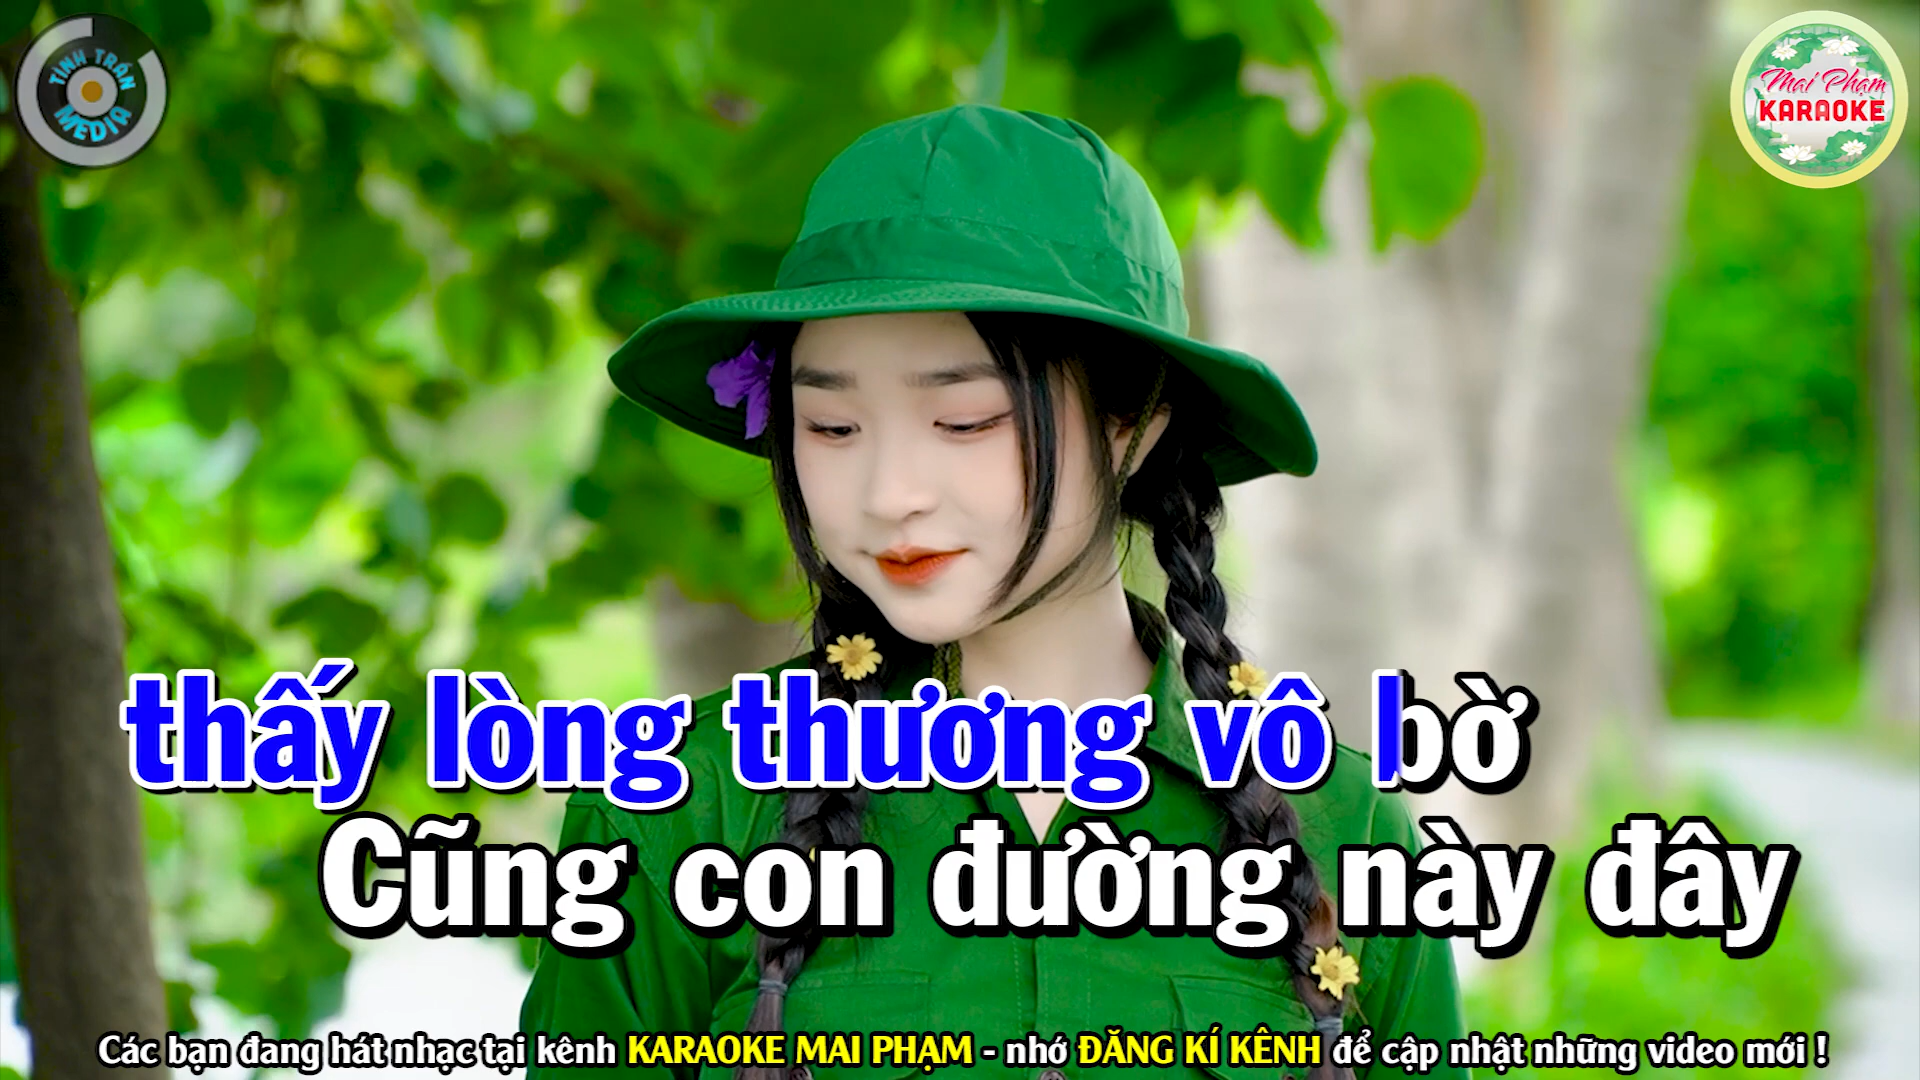 TÌNH TRẦN
MEDIA
Mai Phạm
KARAOKE
thấy lòng thương vô bờ
Cũng con đường này đây
Các bạn đang hát nhạc tại kênh KARAOKE MAI PHẠM - nhớ ĐĂNG KÍ KÊNH để cập nhật những video mới !